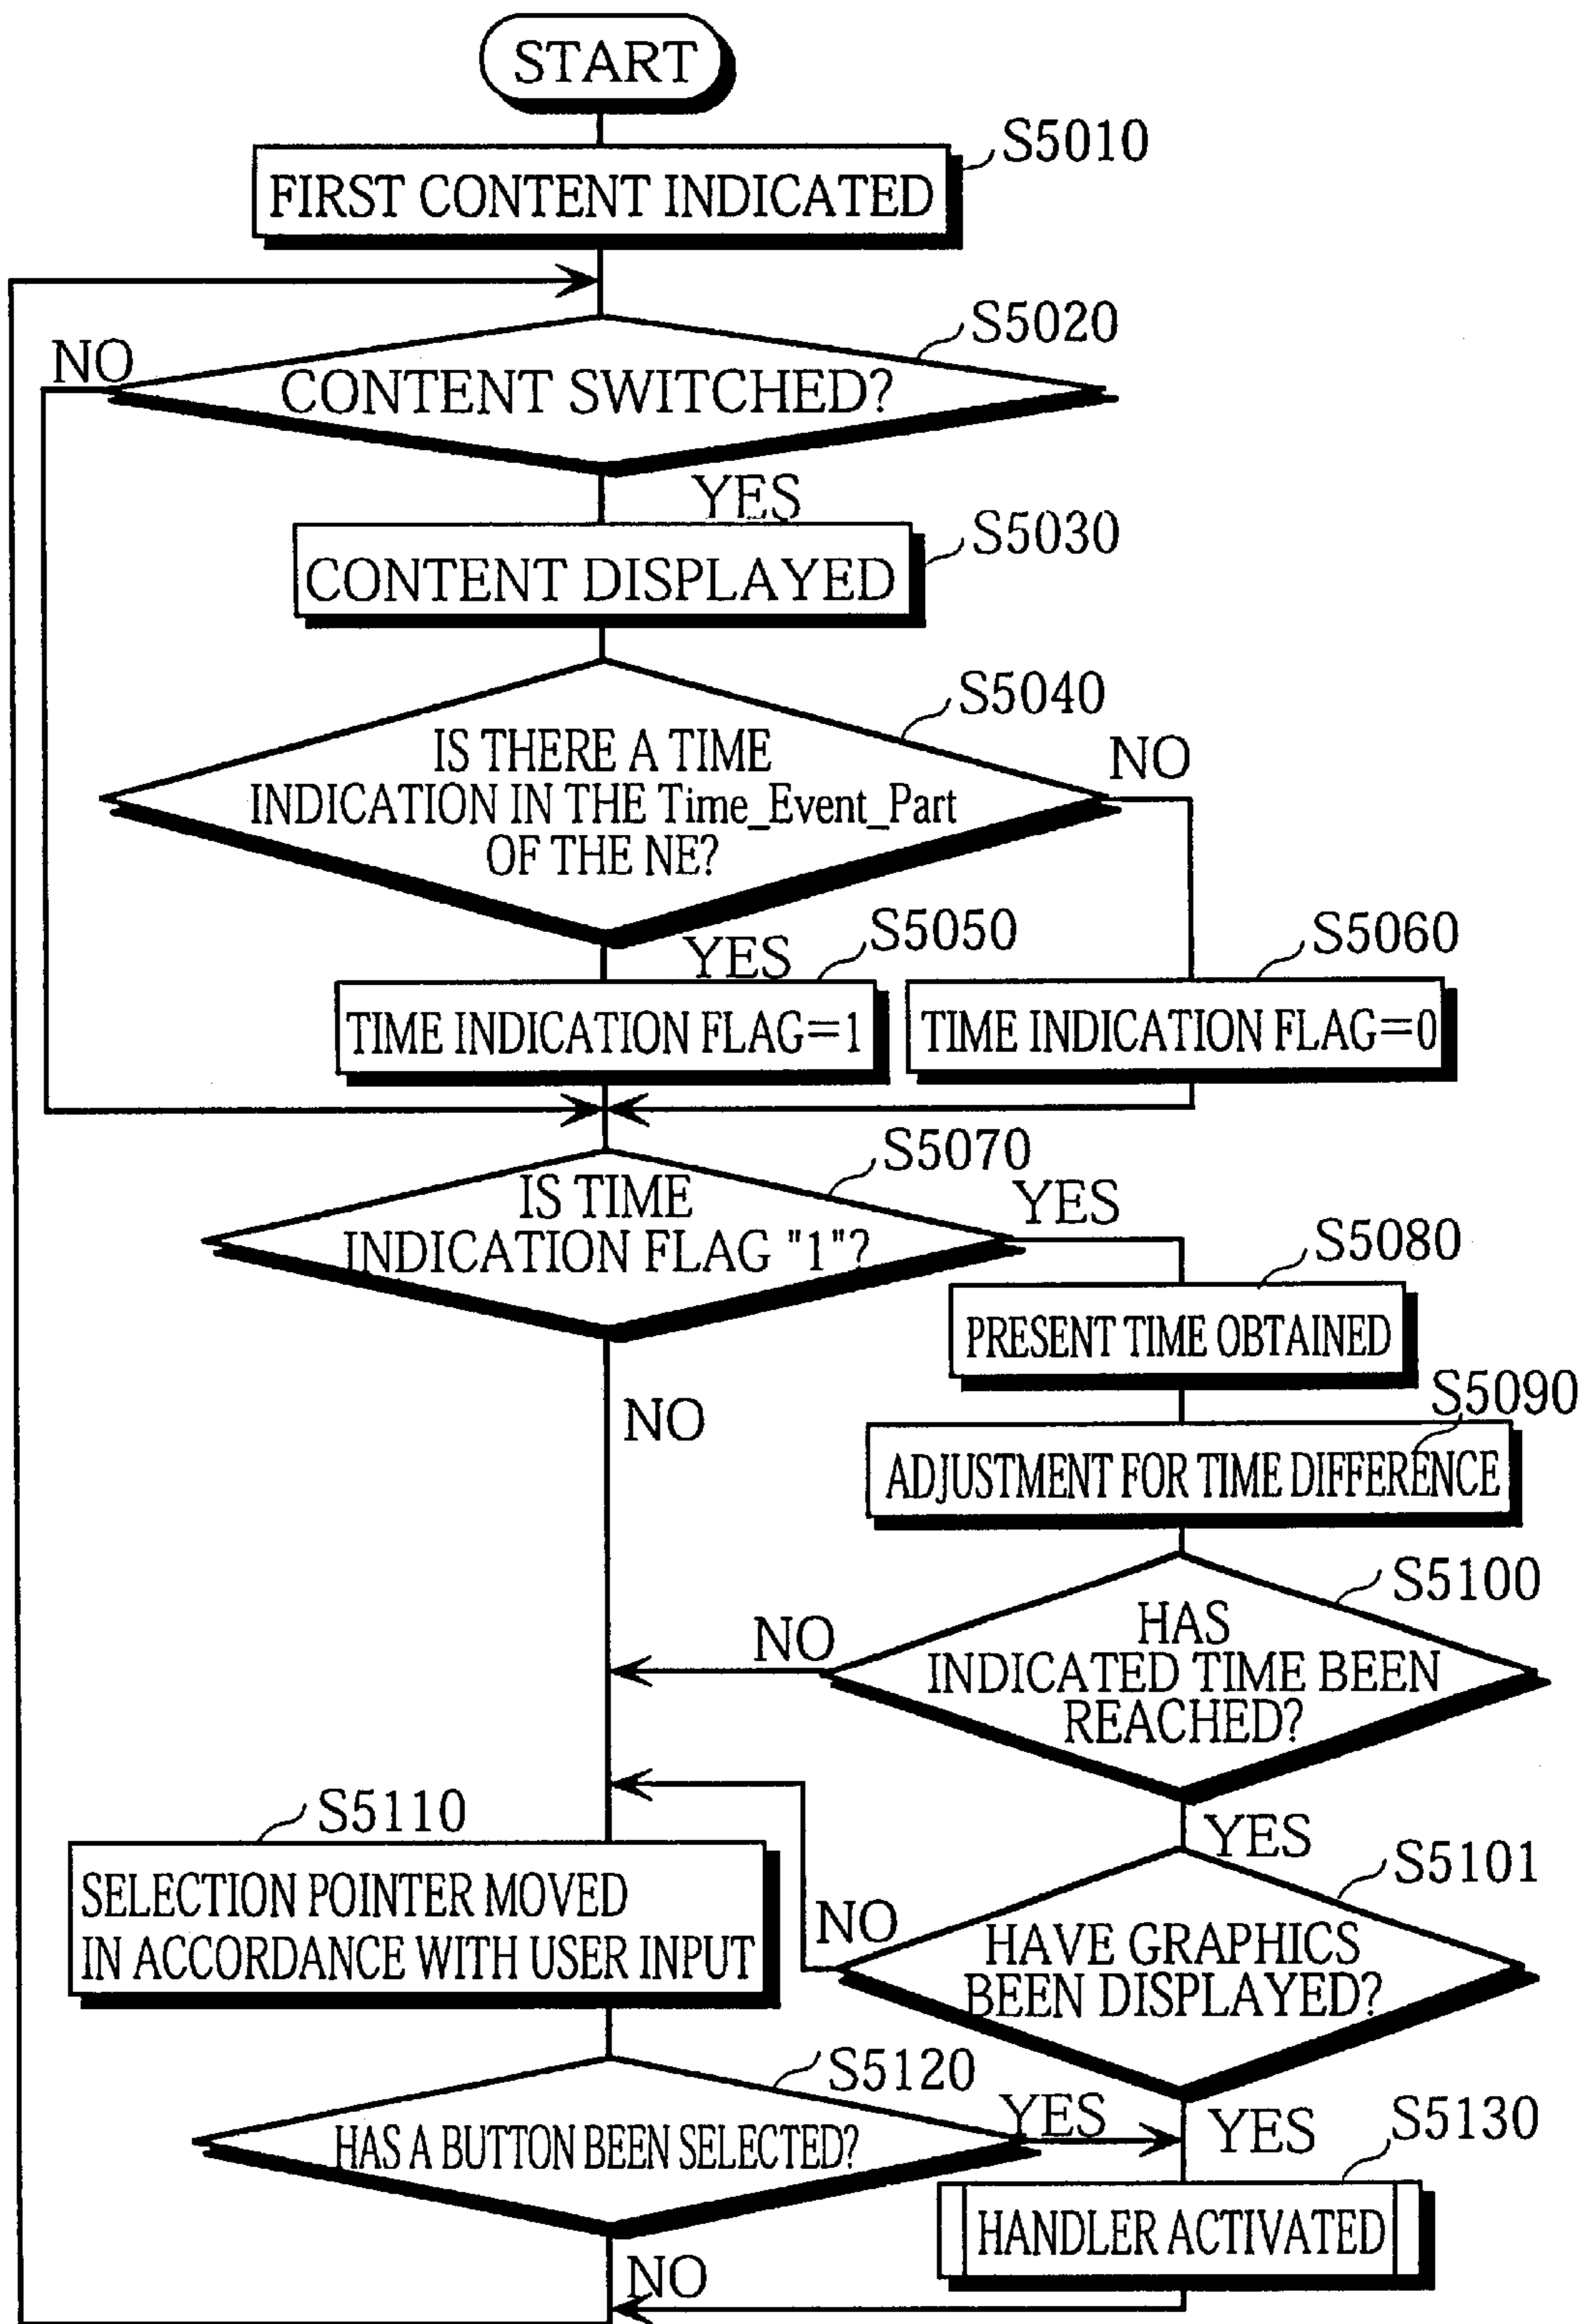 START
S5010
FIRST CONTENT INDICATED
S5020
NO
CONTENT SWITCHED?
YES
S5030
CONTENT DISPLAYED
S5040
IS THERE A TIME
INDICATION IN THE Time_Event_Part
OF THE NE?
NO
YES
S5050
S5060
TIME INDICATION FLAG=1
TIME INDICATION FLAG=0
S5070
IS TIME
INDICATION FLAG "1"?
YES
S5080
PRESENT TIME OBTAINED
NO
S5090
ADJUSTMENT FOR TIME DIFFERENCE
S5100
HAS
INDICATED TIME BEEN
REACHED?
NO
YES
S5110
SELECTION POINTER MOVED
IN ACCORDANCE WITH USER INPUT
S5101
NO
HAVE GRAPHICS
BEEN DISPLAYED?
S5120
HAS A BUTTON BEEN SELECTED?
YES
YES
S5130
HANDLER ACTIVATED
NO